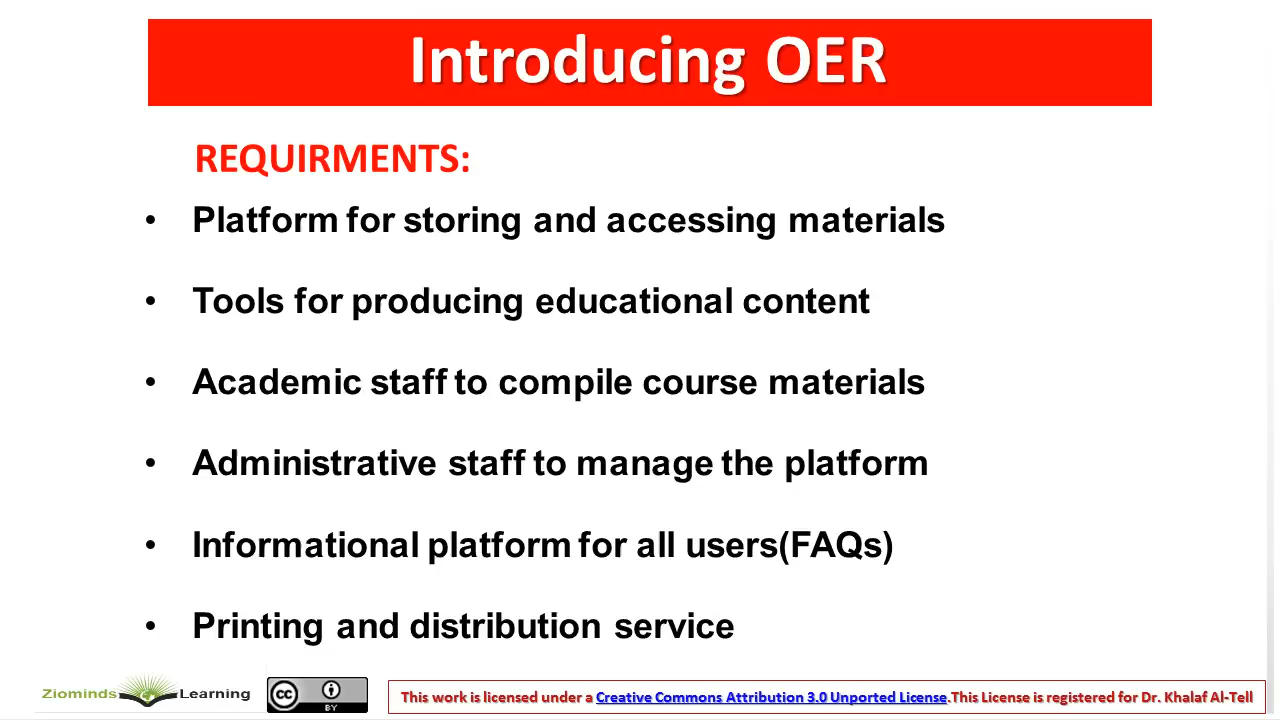 Introducing OER
REQUIRMENTS:
• Platform for storing and accessing materials
• Tools for producing educational content
• Academic staff to compile course materials
• Administrative staff to manage the platform
• Informational platform for all users(FAQs)
• Printing and distribution service
Ziominds Learning
cc BY
This work is licensed under a Creative Commons Attribution 3.0 Unported License.This License is registered for Dr. Khalaf Al-Tell